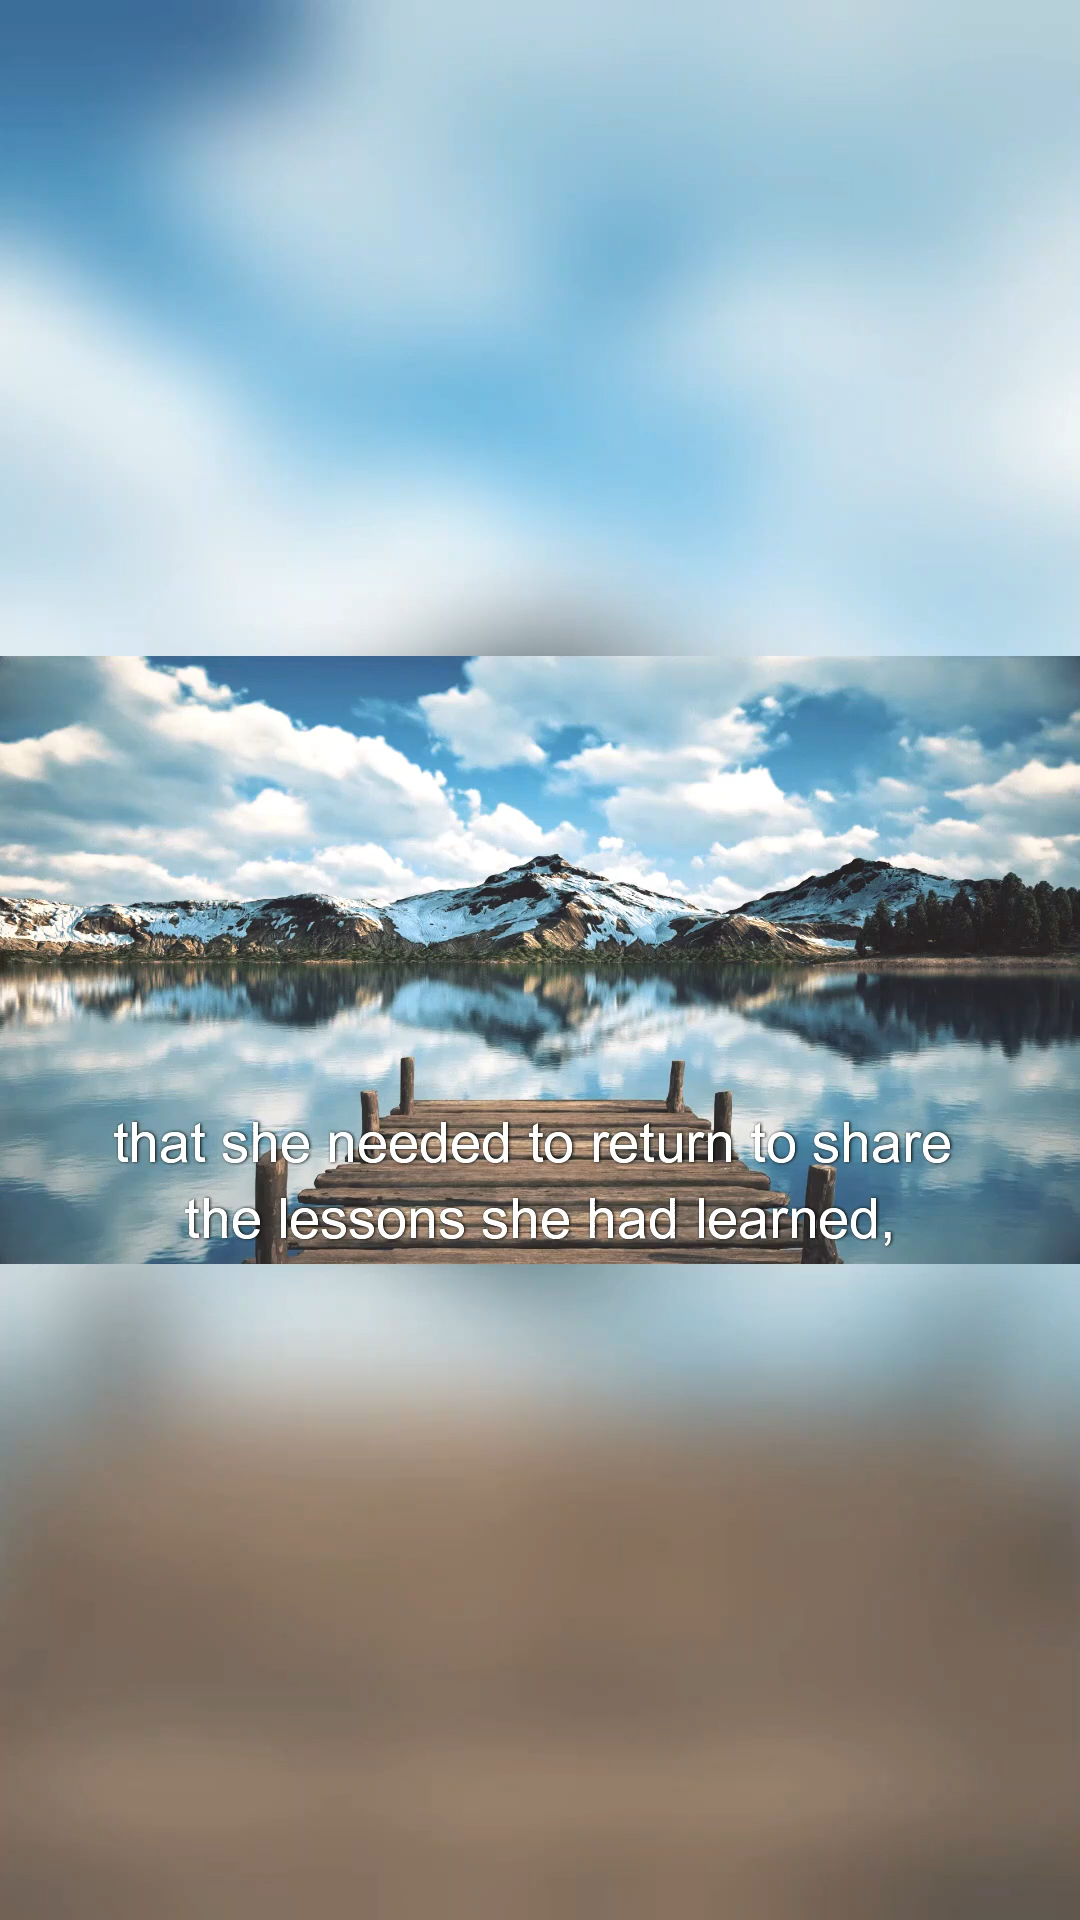 that she needed to return to share
the lessons she had learned,